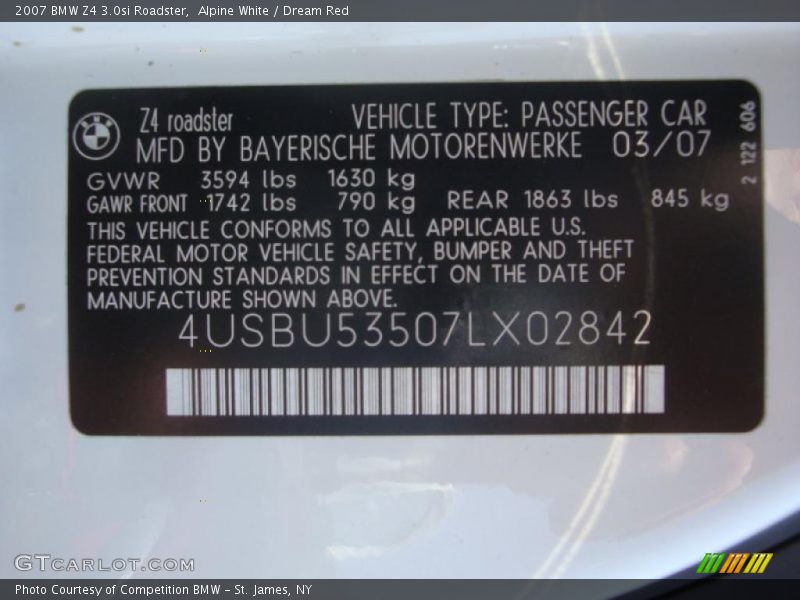 2007 BMW Z4 3.0si Roadster, Alpine White / Dream Red
Z4 roadster VEHICLE TYPE: PASSENGER CAR
MFD BY BAYERISCHE MOTORENWERKE 03/07
2 122 606
GVWR 3594 lbs 1630 kg
GAWR FRONT 1742 lbs 790 kg REAR 1863 lbs 845 kg
THIS VEHICLE CONFORMS TO ALL APPLICABLE U.S.
FEDERAL MOTOR VEHICLE SAFETY, BUMPER AND THEFT
PREVENTION STANDARDS IN EFFECT ON THE DATE OF
MANUFACTURE SHOWN ABOVE.
4USBU53507LX02842
GTCARLOT.COM
Photo Courtesy of Competition BMW – St. James, NY